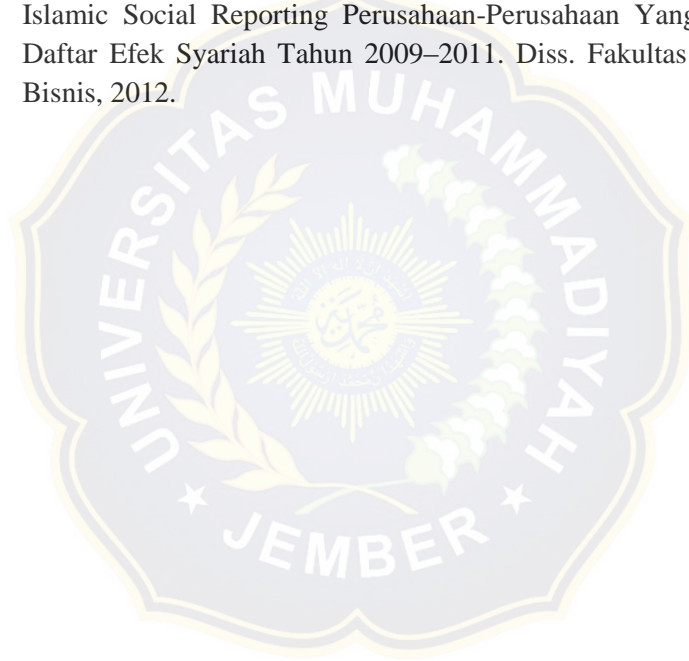 Islamic Social Reporting Perusahaan-Perusahaan Yang
Daftar Efek Syariah Tahun 2009–2011. Diss. Fakultas
Bisnis, 2012.
UNIVERSITAS MUHAMMADIYAH
JEMBER